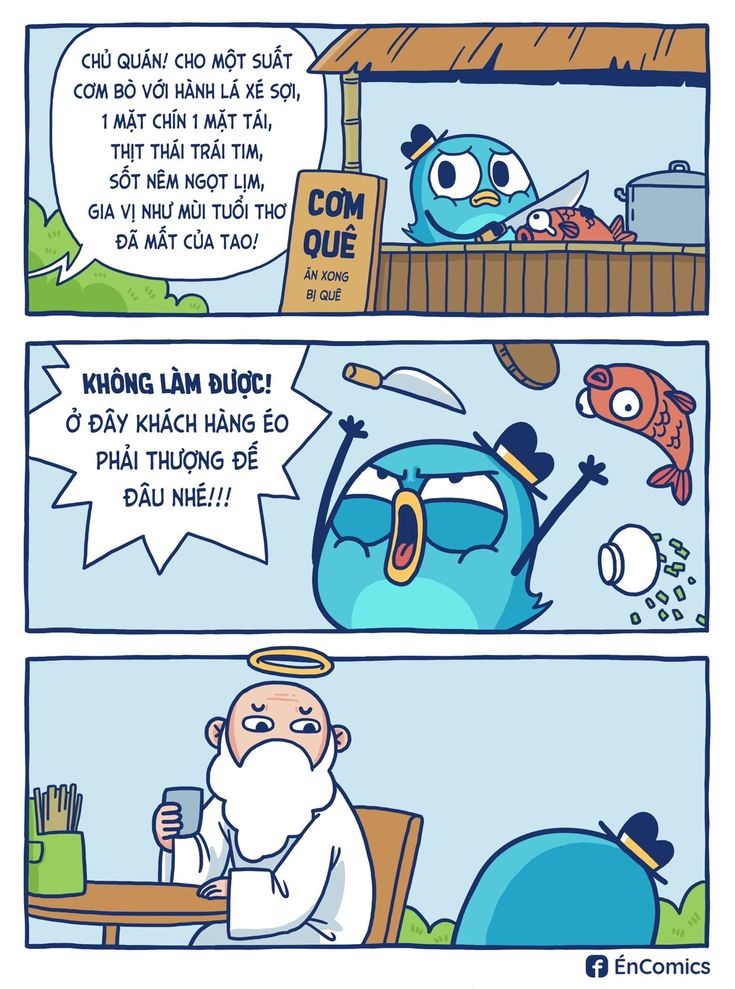 CHỦ QUÁN! CHO MỘT SUẤT
CƠM BÒ VỚI HÀNH LÁ XÉ SỢI,
1 MẶT CHÍN 1 MẶT TÁI,
THỊT THÁI TRÁI TIM,
SỐT NÊM NGỌT LỊM,
GIA VỊ NHƯ MÙI TUỔI THƠ
ĐÃ MẤT CỦA TAO!
CƠM
QUÊ
ĂN XONG
BỊ QUÊ
KHÔNG LÀM ĐƯỢC!
Ở ĐÂY KHÁCH HÀNG ÉO
PHẢI THƯỢNG ĐẾ
ĐÂU NHÉ!!!
ÉnComics